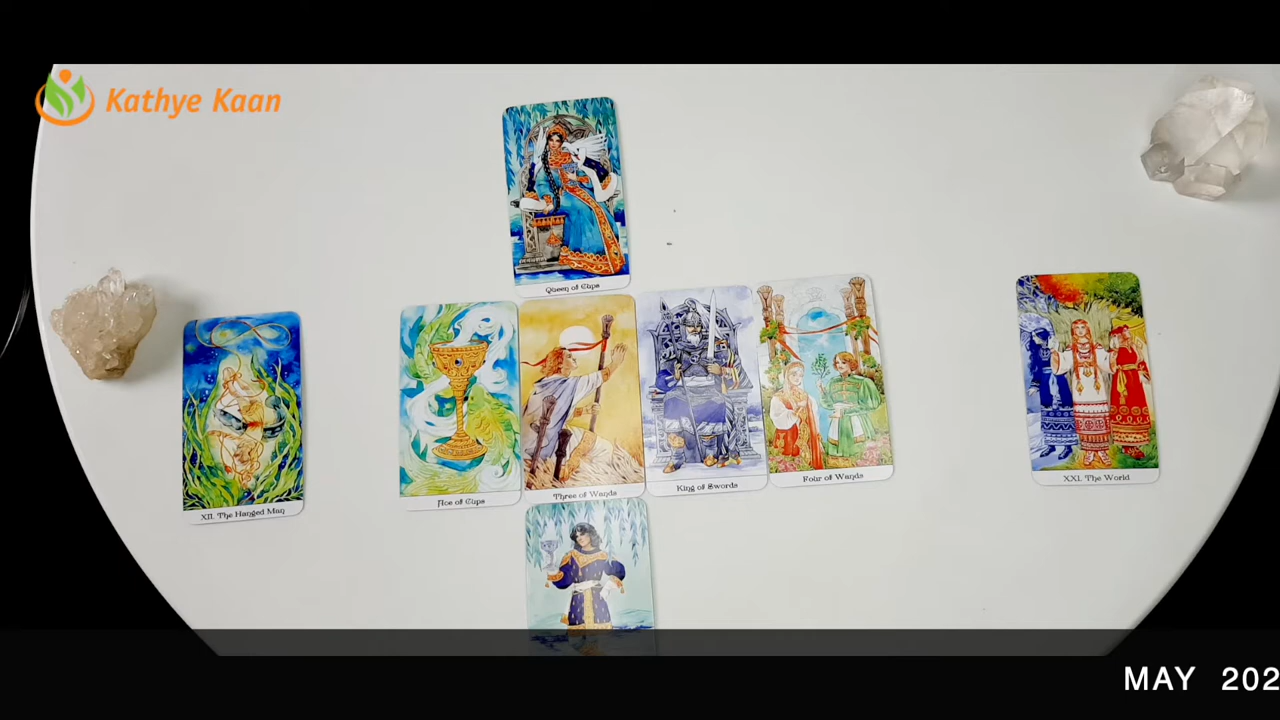 Kathye Kaan
Queen of Cups
Ace of Cups
Three of Wands
King of Swords
Four of Wands
XII. The Hanged Man
XXI. The World
MAY 202